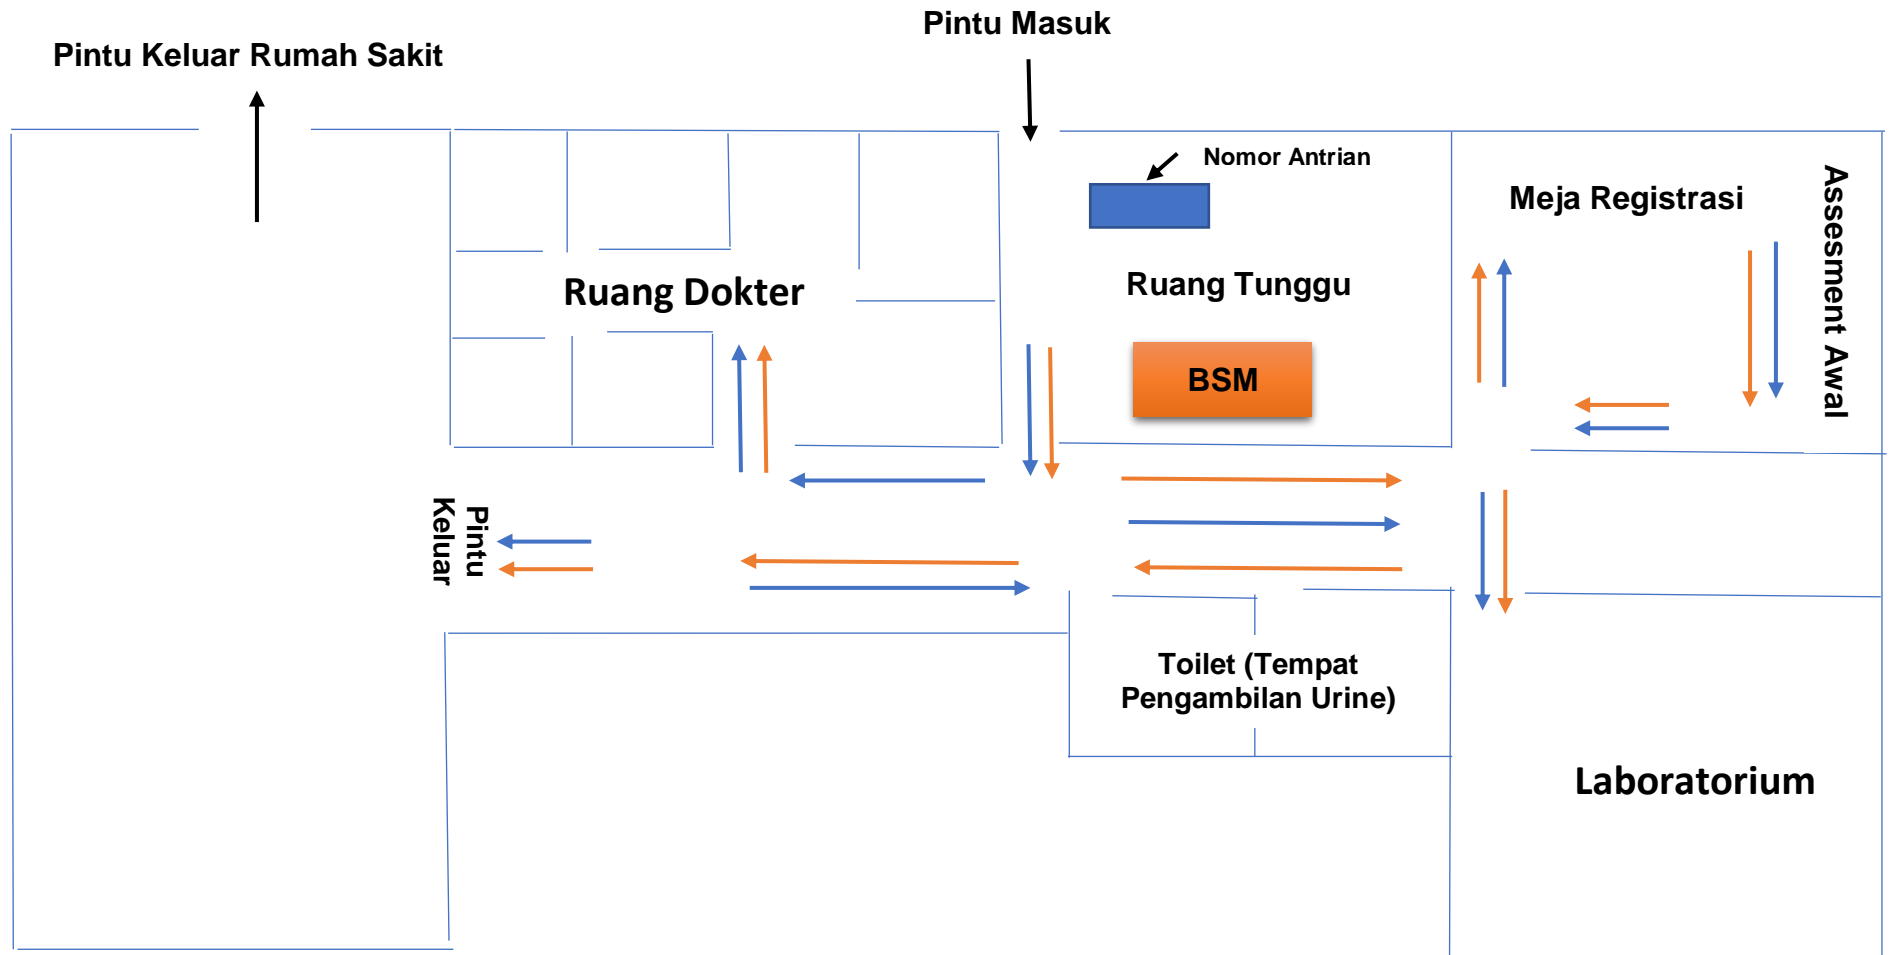 Pintu Masuk
Pintu Keluar Rumah Sakit
Nomor Antrian
Meja Registrasi
Assesment Awal
Ruang Dokter
Ruang Tunggu
BSM
Pintu
Keluar
Toilet (Tempat
Pengambilan Urine)
Laboratorium